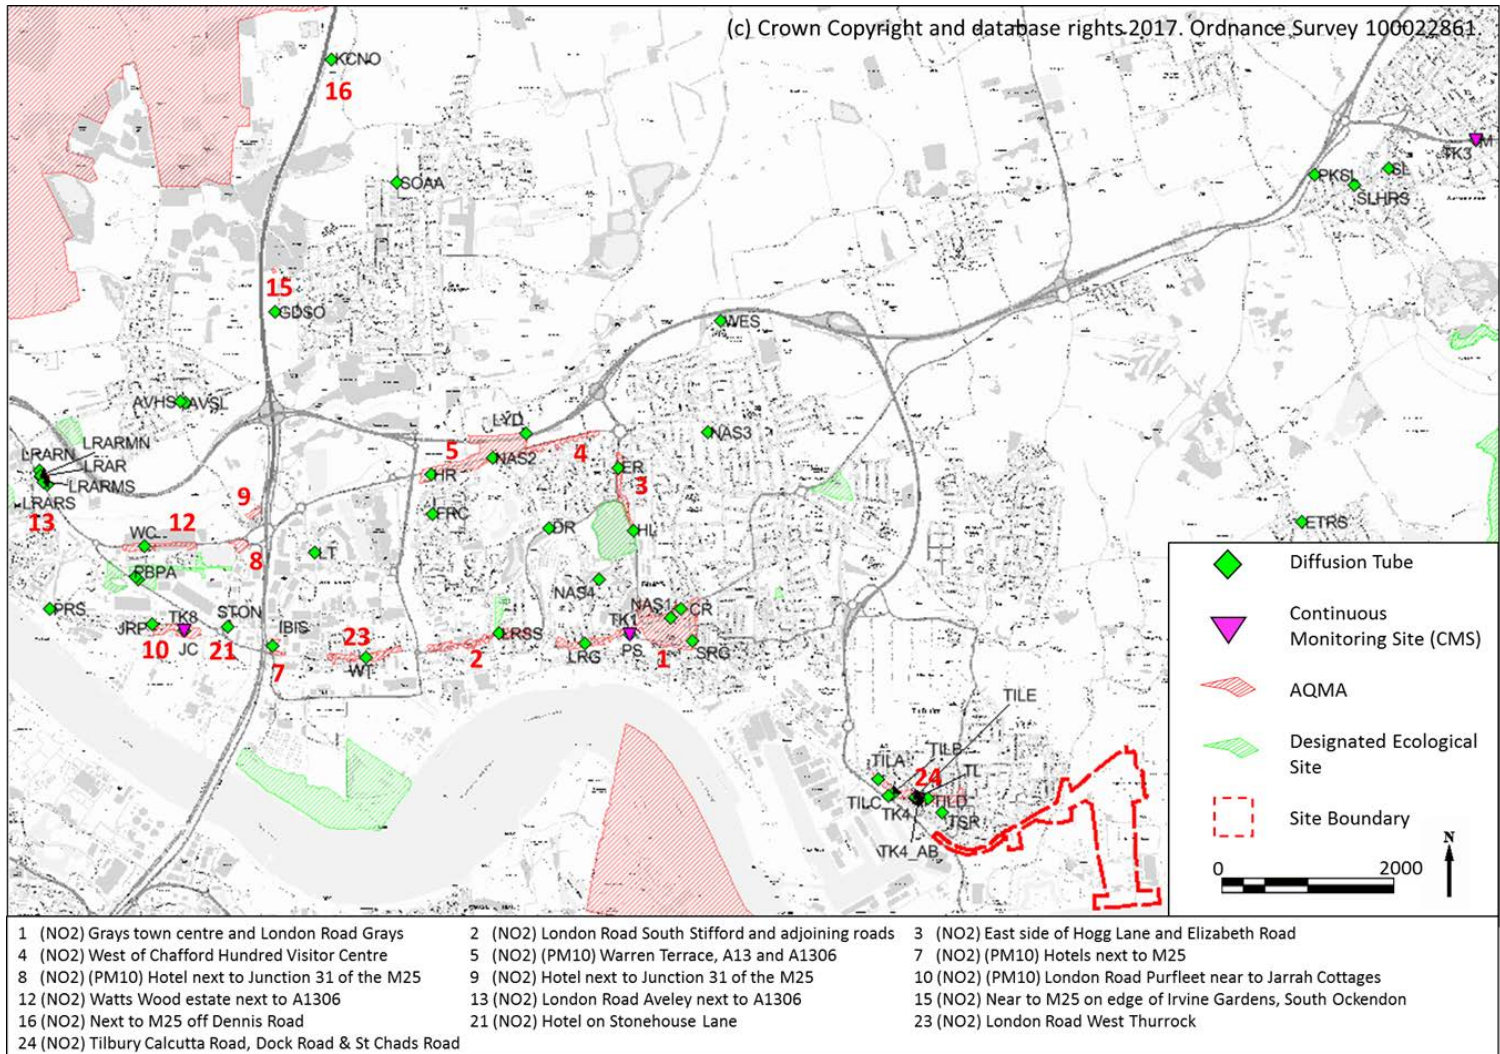 (c) Crown Copyright and database rights 2017. Ordnance Survey 100022861.
KCNO
16
TK3
M
SL
PKSL
SLHRS
SOAA
15
GDSO
WES
AVHS
AVSL
LYD
NAS3
5
4
NAS2
LRARMN
LRARN
LRAR
LRARMS
LRARS
HR
ER
3
9
13
12
FRC
DR
HL
ETRS
WC
8
LT
PBPA
NAS4
PRS
NAS1
CR
TK8
STON
TK1
JRP
IBIS
LRSS
JC
10
21
23
2
PS
SRG
LRG
1
7
WT
TILE
TILB
TILA
24
TL
TILC
TILD
TK4
TSR
TK4_AB
Diffusion Tube
Continuous
Monitoring Site (CMS)
AQMA
Designated Ecological
Site
Site Boundary
N
0 2000
1 (NO2) Grays town centre and London Road Grays
2 (NO2) London Road South Stifford and adjoining roads
3 (NO2) East side of Hogg Lane and Elizabeth Road
4 (NO2) West of Chafford Hundred Visitor Centre
5 (NO2) (PM10) Warren Terrace, A13 and A1306
7 (NO2) (PM10) Hotels next to M25
8 (NO2) (PM10) Hotel next to Junction 31 of the M25
9 (NO2) Hotel next to Junction 31 of the M25
10 (NO2) (PM10) London Road Purfleet near to Jarrah Cottages
12 (NO2) Watts Wood estate next to A1306
13 (NO2) London Road Aveley next to A1306
15 (NO2) Near to M25 on edge of Irvine Gardens, South Ockendon
16 (NO2) Next to M25 off Dennis Road
21 (NO2) Hotel on Stonehouse Lane
23 (NO2) London Road West Thurrock
24 (NO2) Tilbury Calcutta Road, Dock Road & St Chads Road